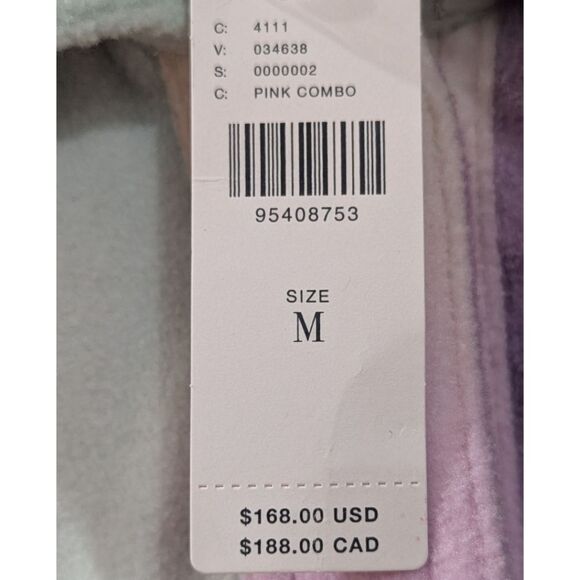 C: 4111
V: 034638
S: 0000002
C: PINK COMBO
95408753
SIZE
M
$168.00 USD
$188.00 CAD